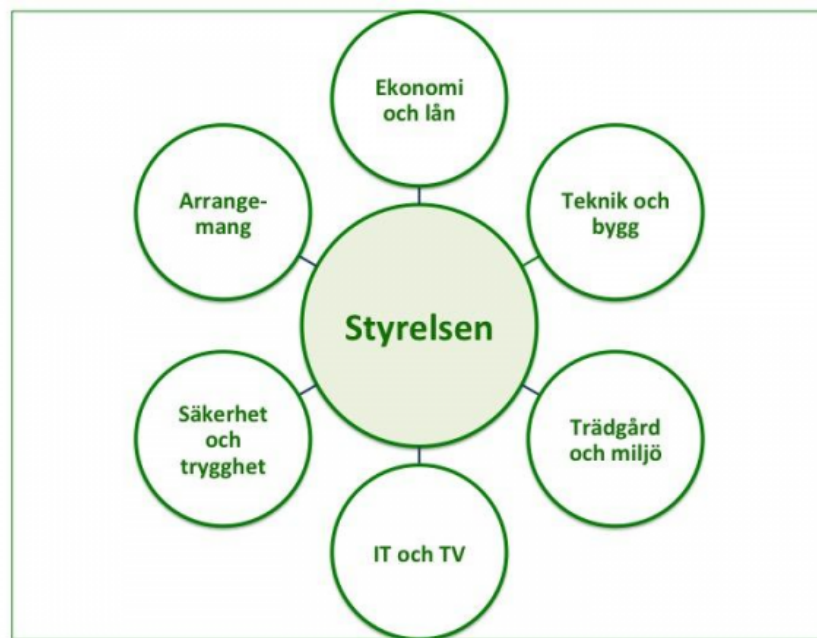 Ekonomi
och lån
Arrange-
mang
Teknik och
bygg
Styrelsen
Säkerhet
och
trygghet
Trädgård
och miljö
IT och TV